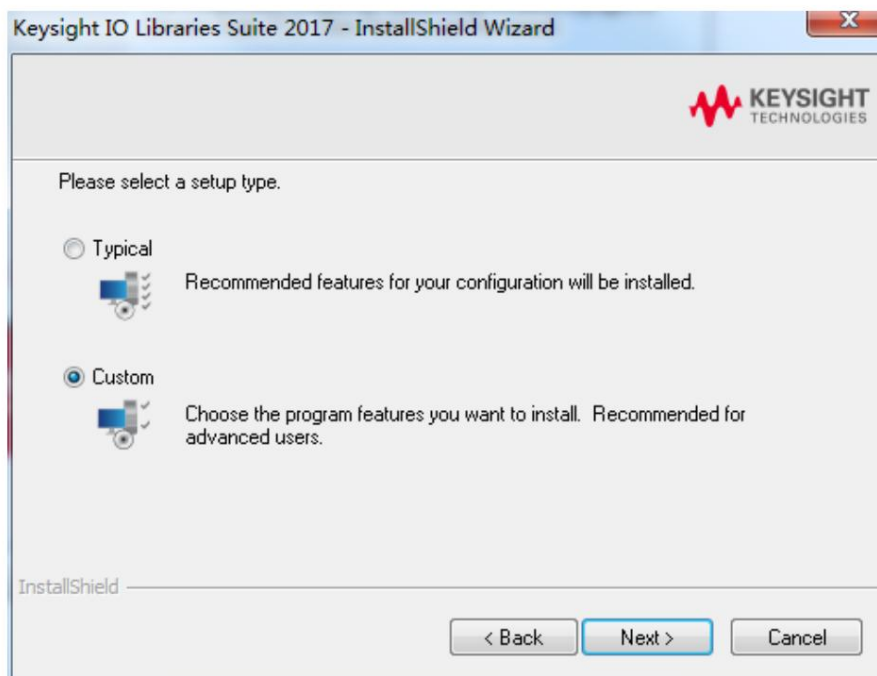 Keysight IO Libraries Suite 2017 - InstallShield Wizard
KEYSIGHT
TECHNOLOGIES
Please select a setup type.
Typical
Recommended features for your configuration will be installed.
Custom
Choose the program features you want to install. Recommended for
advanced users.
InstallShield
< Back
Next >
Cancel